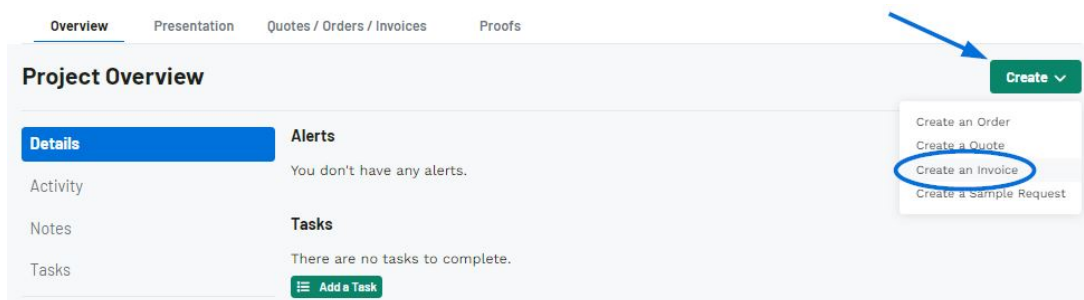 Overview Presentation Quotes / Orders / Invoices Proofs
Project Overview
Create
Create an Order
Create a Quote
Create an Invoice
Create a Sample Request
Details
Activity
Notes
Tasks
Alerts
You don't have any alerts.
Tasks
There are no tasks to complete.
Add a Task